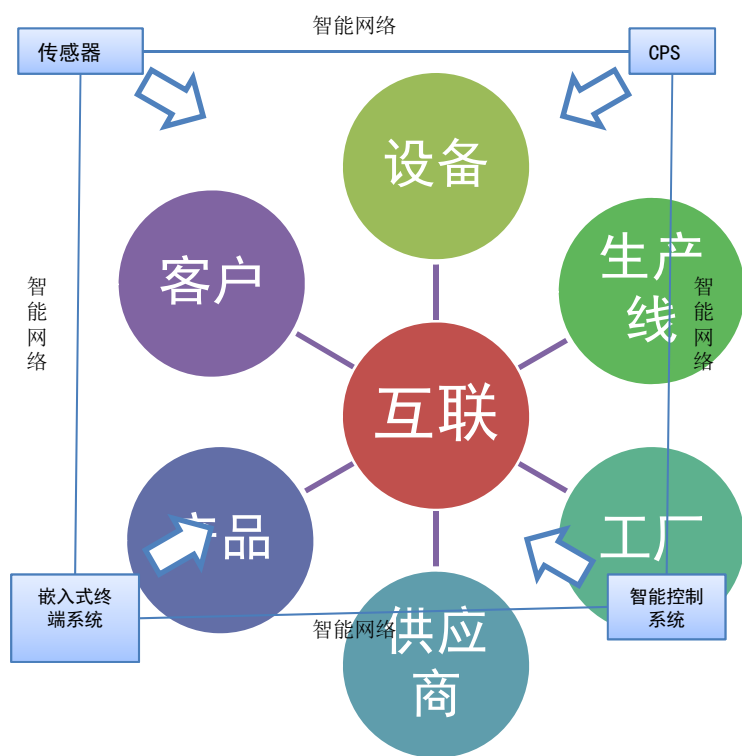 智能网络
传感器
CPS
设备
客户
生产
线
智能网络
智能网络
互联
产品
工厂
嵌入式终
端系统
智能控制
系统
智能网络
供应
商